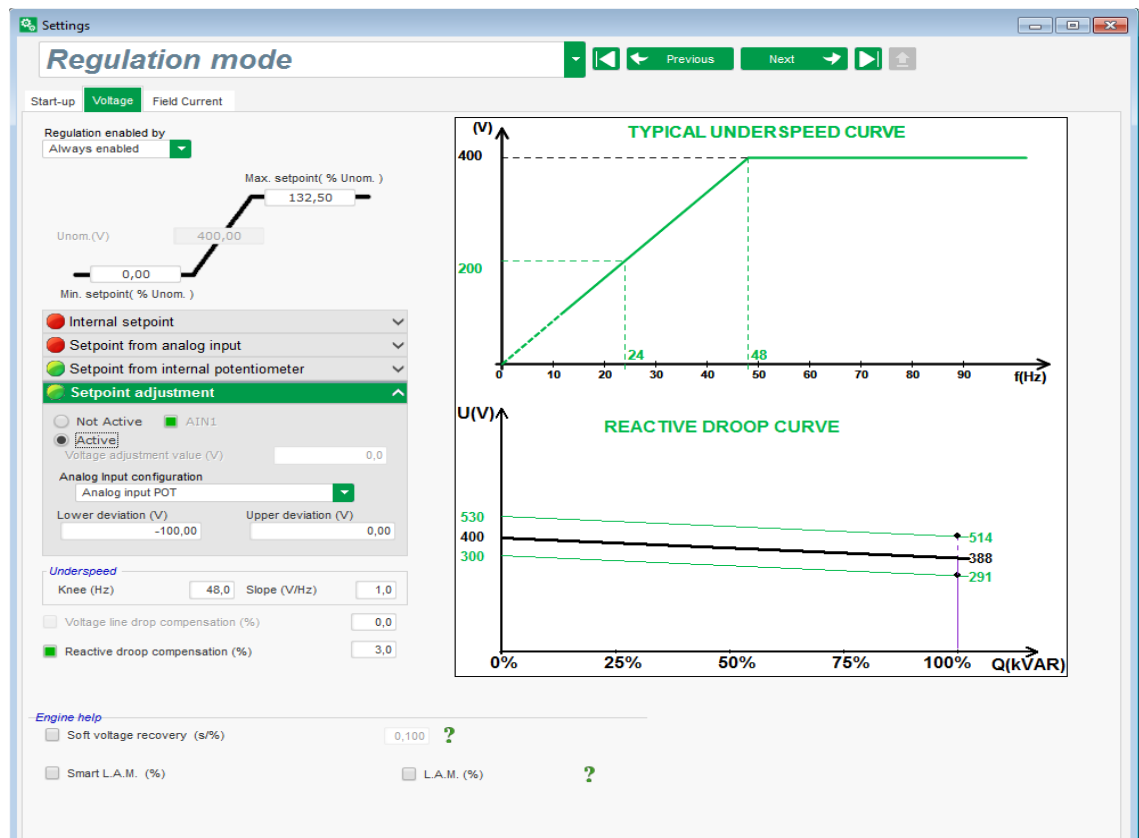 Settings
Regulation mode
Previous
Next
Start-up
Voltage
Field Current
Regulation enabled by
Always enabled
Max. setpoint( % Unom. )
132,50
Unom.(V)
400,00
0,00
Min. setpoint( % Unom. )
Internal setpoint
Setpoint from analog input
Setpoint from internal potentiometer
Setpoint adjustment
Not Active
AIN1
Active
Voltage adjustment value (V)
0,0
Analog Input configuration
Analog input POT
Lower deviation (V)
Upper deviation (V)
-100,00
0,00
Underspeed
Knee (Hz)
48,0
Slope (V/Hz)
1,0
Voltage line drop compensation (%)
0,0
Reactive droop compensation (%)
3,0
Engine help
Soft voltage recovery (s/%)
0,100
?
Smart L.A.M. (%)
L.A.M. (%)
?
(V)
TYPICAL UNDERSPEED CURVE
400
200
24
48
0 10 20 30 40 50 60 70 80 90 f(Hz)
U(V)
REACTIVE DROOP CURVE
530
514
400
388
300
291
0% 25% 50% 75% 100% Q(kVAR)